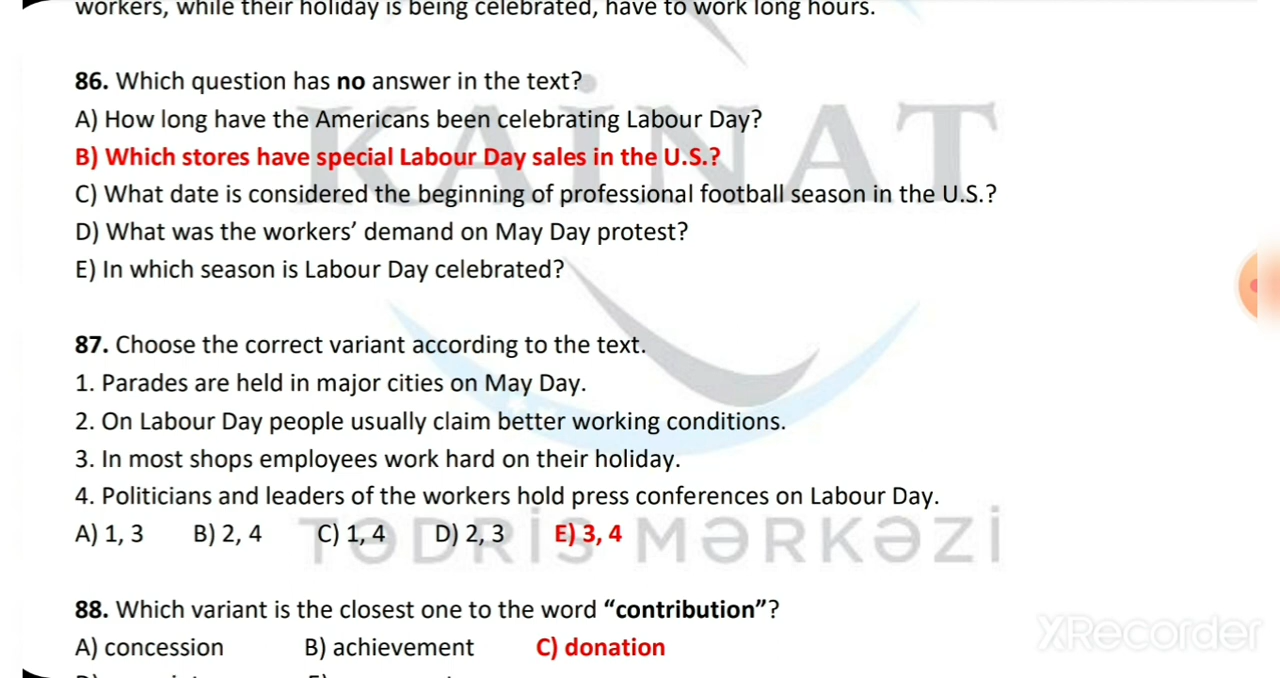 workers, while their holiday is being celebrated, have to work long hours.
86. Which question has no answer in the text?
A) How long have the Americans been celebrating Labour Day?
B) Which stores have special Labour Day sales in the U.S.?
C) What date is considered the beginning of professional football season in the U.S.?
D) What was the workers’ demand on May Day protest?
E) In which season is Labour Day celebrated?
KAİNAT
87. Choose the correct variant according to the text.
1. Parades are held in major cities on May Day.
2. On Labour Day people usually claim better working conditions.
3. In most shops employees work hard on their holiday.
4. Politicians and leaders of the workers hold press conferences on Labour Day.
A) 1, 3 B) 2, 4 C) 1, 4 D) 2, 3 E) 3, 4
TƏDRİS MƏRKƏZİ
88. Which variant is the closest one to the word “contribution”?
A) concession B) achievement C) donation
XRecorder